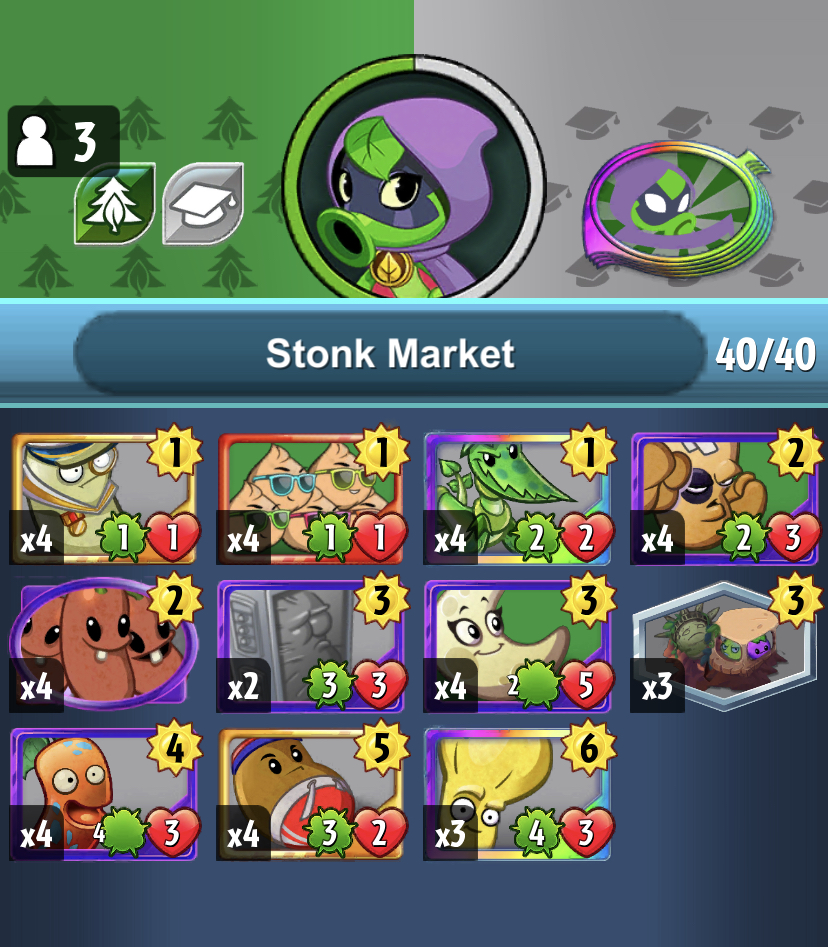 3
Stonk Market 40/40
1 1 1 2
x4 1 1 x4 1 1 x4 2 2 x4 2 3
2 3 3 3
x4 x2 3 3 x4 2 5 x3
4 5 6
x4 4 3 x4 3 2 x3 4 3